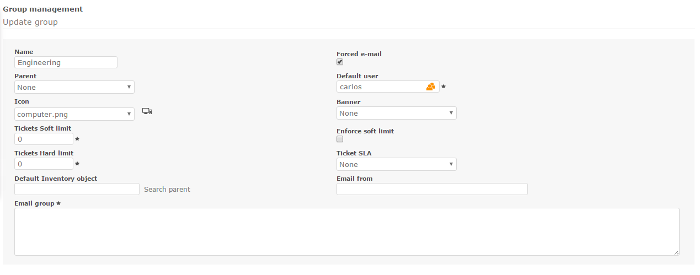 Group management
Update group
Name
Engineering
Forced e-mail
Parent
None
Default user
carlos *
Icon
computer.png
Banner
None
Tickets Soft limit
0 *
Enforce soft limit
Tickets Hard limit
0 *
Ticket SLA
None
Default Inventory object
Search parent
Email from
Email group *